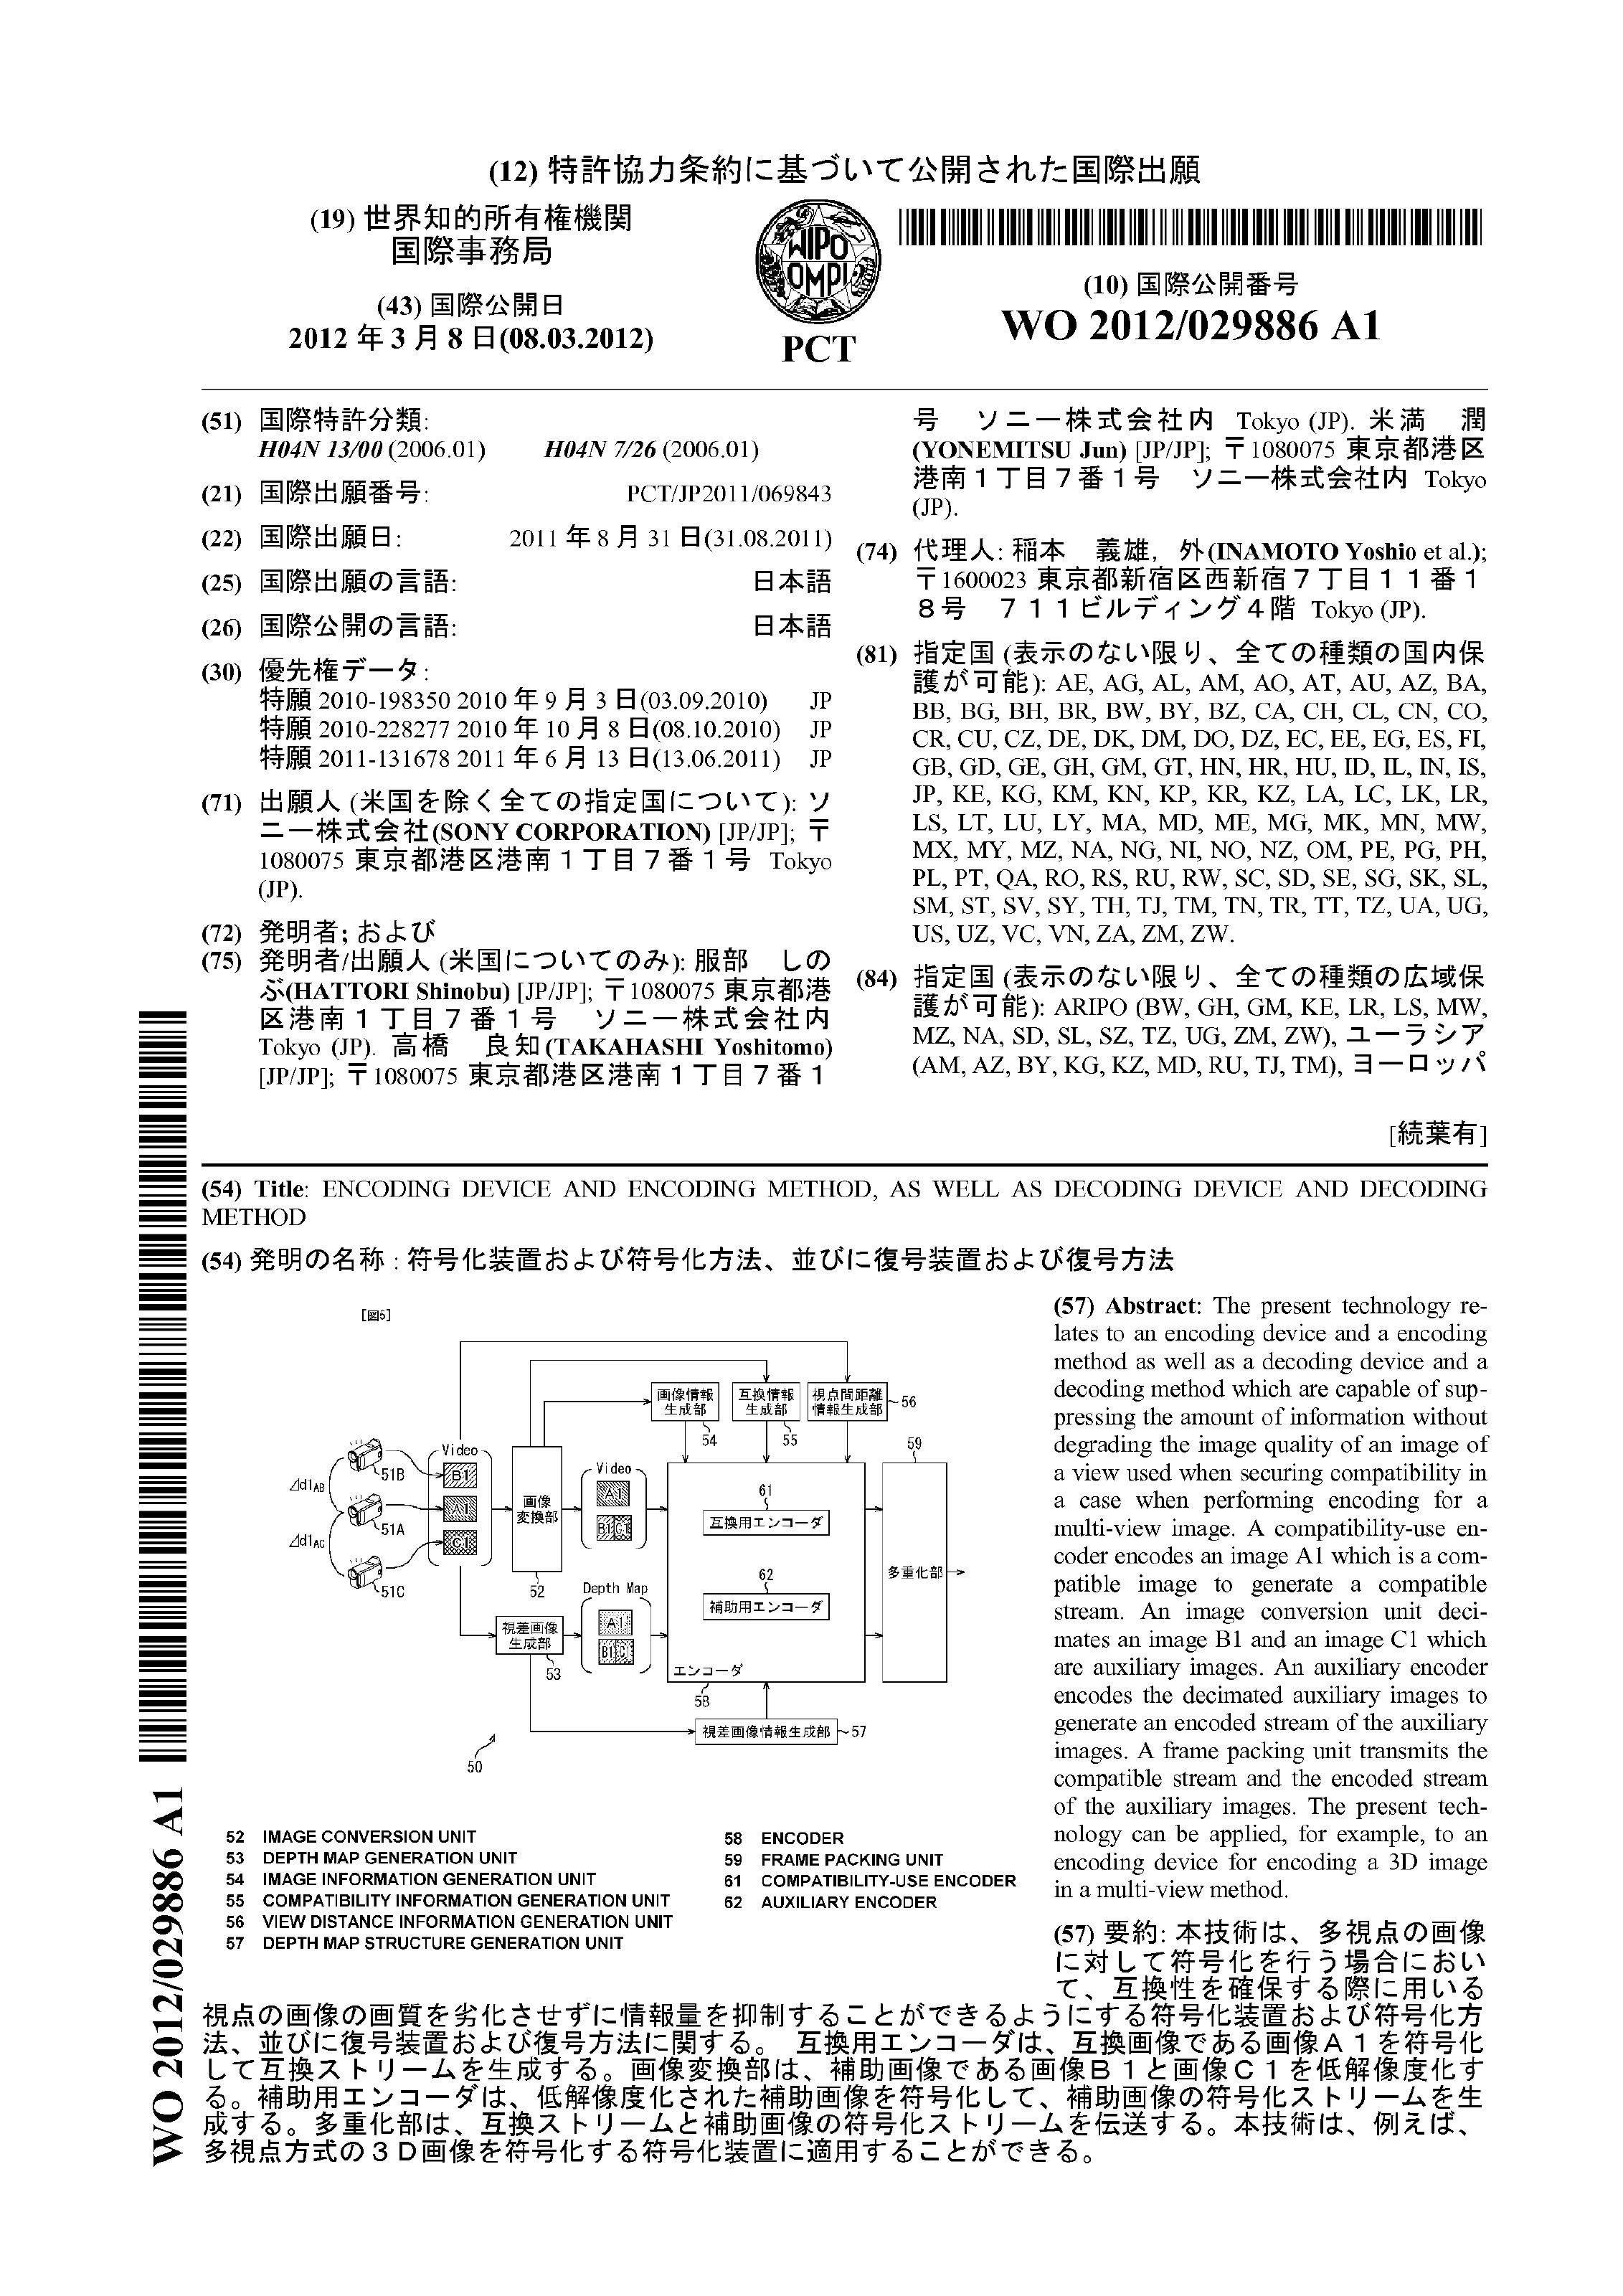 (12) 特許協力条約に基づいて公開された国際出願
(19) 世界知的所有権機関
国際事務局
(43) 国際公開日
2012 年 3 月 8 日(08.03.2012)
WIPO
OMPI
PCT
(10) 国際公開番号
WO 2012/029886 A1
(51) 国際特許分類:
H04N 13/00 (2006.01) H04N 7/26 (2006.01)
(21) 国際出願番号: PCT/JP2011/069843
(22) 国際出願日: 2011 年 8 月 31 日(31.08.2011)
(25) 国際出願の言語: 日本語
(26) 国際公開の言語: 日本語
(30) 優先権データ:
特願 2010-198350 2010 年 9 月 3 日(03.09.2010) JP
特願 2010-228277 2010 年 10 月 8 日(08.10.2010) JP
特願 2011-131678 2011 年 6 月 13 日(13.06.2011) JP
(71) 出願人 (米国を除く全ての指定国について): ソ
ニー株式会社(SONY CORPORATION) [JP/JP]; 〒
1080075 東京都港区港南1丁目7番1号 Tokyo
(JP).
(72) 発明者; および
(75) 発明者/出願人 (米国についてのみ): 服部 しの
ぶ(HATTORI Shinobu) [JP/JP]; 〒1080075 東京都港
区港南1丁目7番1号 ソニー株式会社内
Tokyo (JP). 高橋 良知(TAKAHASHI Yoshitomo)
[JP/JP]; 〒1080075 東京都港区港南1丁目7番1
号 ソニー株式会社内 Tokyo (JP). 米満 潤
(YONEMITSU Jun) [JP/JP]; 〒1080075 東京都港区
港南1丁目7番1号 ソニー株式会社内 Tokyo
(JP).
(74) 代理人: 稲本 義雄, 外(INAMOTO Yoshio et al.);
〒1600023 東京都新宿区西新宿7丁目11番1
8号 711ビルディング4階 Tokyo (JP).
(81) 指定国 (表示のない限り、全ての種類の国内保
護が可能): AE, AG, AL, AM, AO, AT, AU, AZ, BA,
BB, BG, BH, BR, BW, BY, BZ, CA, CH, CL, CN, CO,
CR, CU, CZ, DE, DK, DM, DO, DZ, EC, EE, EG, ES, FI,
GB, GD, GE, GH, GM, GT, HN, HR, HU, ID, IL, IN, IS,
JP, KE, KG, KM, KN, KP, KR, KZ, LA, LC, LK, LR,
LS, LT, LU, LY, MA, MD, ME, MG, MK, MN, MW,
MX, MY, MZ, NA, NG, NI, NO, NZ, OM, PE, PG, PH,
PL, PT, QA, RO, RS, RU, RW, SC, SD, SE, SG, SK, SL,
SM, ST, SV, SY, TH, TJ, TM, TN, TR, TT, TZ, UA, UG,
US, UZ, VC, VN, ZA, ZM, ZW.
(84) 指定国 (表示のない限り、全ての種類の広域保
護が可能): ARIPO (BW, GH, GM, KE, LR, LS, MW,
MZ, NA, SD, SL, SZ, TZ, UG, ZM, ZW), ユーラシア
(AM, AZ, BY, KG, KZ, MD, RU, TJ, TM), ヨーロッパ
[続葉有]
(54) Title: ENCODING DEVICE AND ENCODING METHOD, AS WELL AS DECODING DEVICE AND DECODING
METHOD
(54) 発明の名称 : 符号化装置および符号化方法、並びに復号装置および復号方法
[図5]
画像情報
生成部
54
互換情報
生成部
55
視点間距離
情報生成部
56
59
Video
B1
A1
C1
51B
51A
51C
⊿d1AB
⊿d1AC
画像
変換部
52
Video
A1
B1 C1
視差画像
生成部
53
Depth Map
A1
B1 C1
61
互換用エンコーダ
62
補助用エンコーダ
エンコーダ
58
多重化部
視差画像情報生成部
57
50
52 IMAGE CONVERSION UNIT
53 DEPTH MAP GENERATION UNIT
54 IMAGE INFORMATION GENERATION UNIT
55 COMPATIBILITY INFORMATION GENERATION UNIT
56 VIEW DISTANCE INFORMATION GENERATION UNIT
57 DEPTH MAP STRUCTURE GENERATION UNIT
58 ENCODER
59 FRAME PACKING UNIT
61 COMPATIBILITY-USE ENCODER
62 AUXILIARY ENCODER
(57) Abstract: The present technology re-
lates to an encoding device and a encoding
method as well as a decoding device and a
decoding method which are capable of sup-
pressing the amount of information without
degrading the image quality of an image of
a view used when securing compatibility in
a case when performing encoding for a
multi-view image. A compatibility-use en-
coder encodes an image A1 which is a com-
patible image to generate a compatible
stream. An image conversion unit deci-
mates an image B1 and an image C1 which
are auxiliary images. An auxiliary encoder
encodes the decimated auxiliary images to
generate an encoded stream of the auxiliary
images. A frame packing unit transmits the
compatible stream and the encoded stream
of the auxiliary images. The present tech-
nology can be applied, for example, to an
encoding device for encoding a 3D image
in a multi-view method.
(57) 要約: 本技術は、多視点の画像
に対して符号化を行う場合におい
て、互換性を確保する際に用いる
視点の画像の画質を劣化させずに情報量を抑制することができるようにする符号化装置および符号化方
法、並びに復号装置および復号方法に関する。 互換用エンコーダは、互換画像である画像A1を符号化
して互換ストリームを生成する。画像変換部は、補助画像である画像B1と画像C1を低解像度化す
る。補助用エンコーダは、低解像度化された補助画像を符号化して、補助画像の符号化ストリームを生
成する。多重化部は、互換ストリームと補助画像の符号化ストリームを伝送する。本技術は、例えば、
多視点方式の3D画像を符号化する符号化装置に適用することができる。
WO 2012/029886 A1